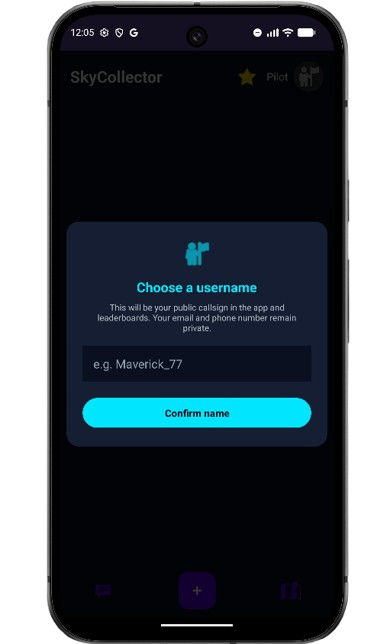 12:05
SkyCollector
Pilot
Choose a username
This will be your public callsign in the app and
leaderboards. Your email and phone number remain
private.
e.g. Maverick_77
Confirm name